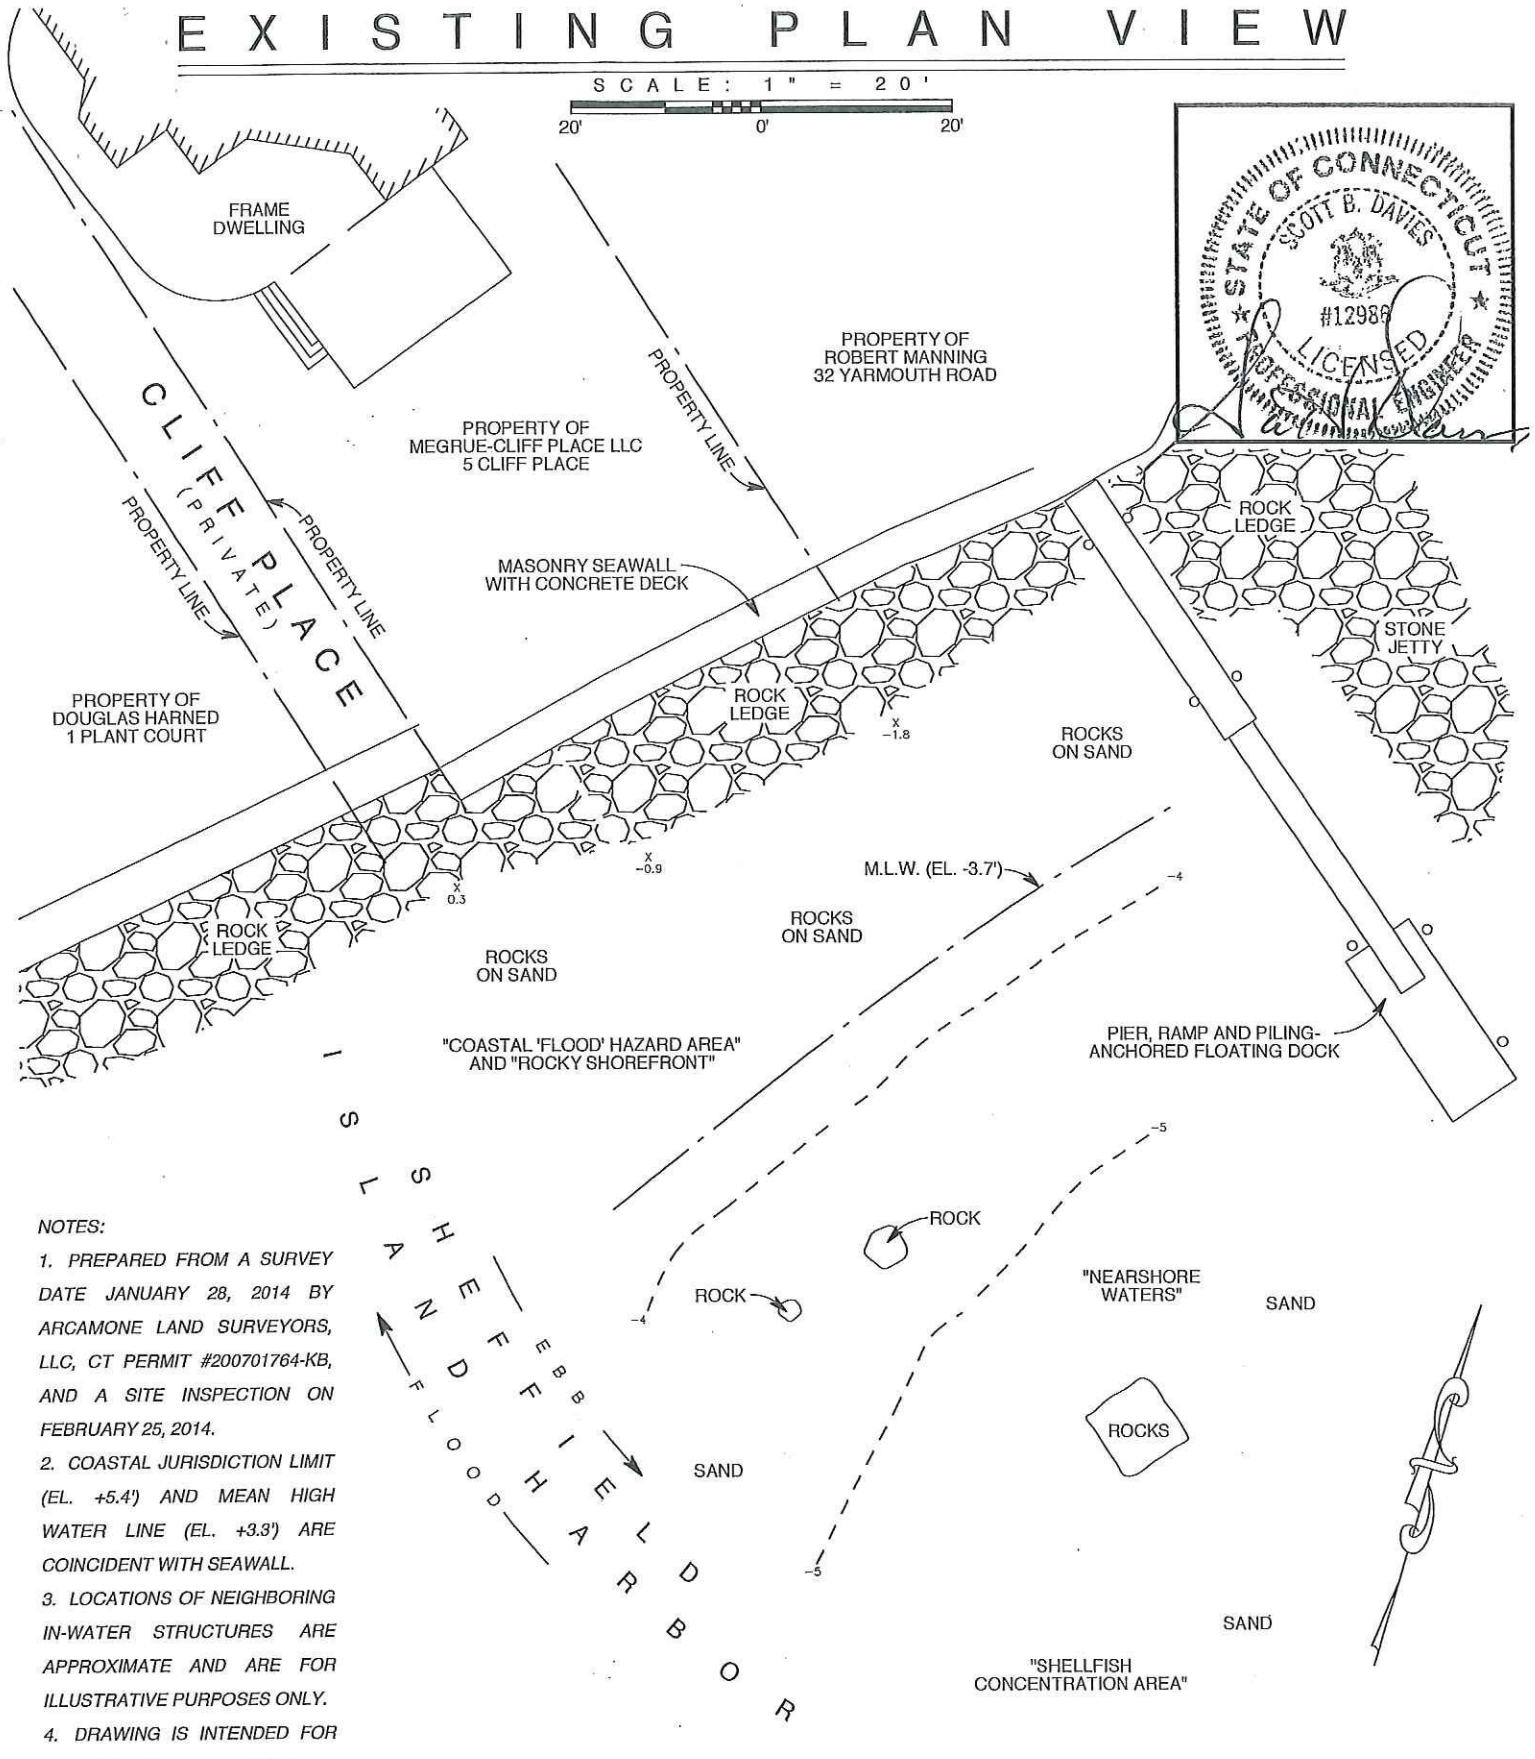 EXISTING PLAN VIEW
SCALE: 1" = 20'
20'
0'
20'
STATE OF CONNECTICUT
SCOTT B. DAVIES
#12986
LICENSED
PROFESSIONAL ENGINEER
FRAME
DWELLING
PROPERTY OF
ROBERT MANNING
32 YARMOUTH ROAD
PROPERTY LINE
PROPERTY OF
MEGRUE-CLIFF PLACE LLC
5 CLIFF PLACE
CLIFF PLACE
(PRIVATE)
PROPERTY LINE
PROPERTY LINE
MASONRY SEAWALL
WITH CONCRETE DECK
ROCK
LEDGE
STONE
JETTY
PROPERTY OF
DOUGLAS HARNED
1 PLANT COURT
ROCK
LEDGE
X
-1.8
ROCKS
ON SAND
X
-0.9
X
0.3
M.L.W. (EL. -3.7')
-4
ROCKS
ON SAND
ROCK
LEDGE
ROCKS
ON SAND
"COASTAL 'FLOOD' HAZARD AREA"
AND "ROCKY SHOREFRONT"
PIER, RAMP AND PILING-
ANCHORED FLOATING DOCK
-5
ROCK
ROCK
-4
"NEARSHORE
WATERS"
SAND
SHEFFIELD
ISLAND HARBOR
EBB
FLOOD
ROCKS
SAND
-5
SAND
"SHELLFISH
CONCENTRATION AREA"
NOTES:
1. PREPARED FROM A SURVEY
DATE JANUARY 28, 2014 BY
ARCAMONE LAND SURVEYORS,
LLC, CT PERMIT #200701764-KB,
AND A SITE INSPECTION ON
FEBRUARY 25, 2014.
2. COASTAL JURISDICTION LIMIT
(EL. +5.4') AND MEAN HIGH
WATER LINE (EL. +3.3') ARE
COINCIDENT WITH SEAWALL.
3. LOCATIONS OF NEIGHBORING
IN-WATER STRUCTURES ARE
APPROXIMATE AND ARE FOR
ILLUSTRATIVE PURPOSES ONLY.
4. DRAWING IS INTENDED FOR